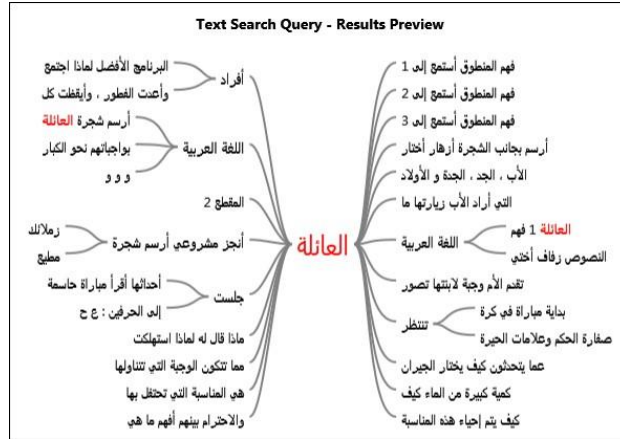 Text Search Query - Results Preview
فهم المنطوق أستمع إلى 1
فهم المنطوق أستمع إلى 2
فهم المنطوق أستمع إلى 3
أرسم بجانب الشجرة أزهار أختار
الأب ، الجد ، الجدة و الأولاد
التي أراد الأب زيارتها ما
اللغة العربية
العائلة 1 فهم
النصوص زفاف أختي
تقدم الأم وجبة لابنتها تصور
تنتظر
بداية مباراة في كرة
صفارة الحكم وعلامات الحيرة
عما يتحدثون كيف يختار الجيران
كمية كبيرة من الماء كيف
كيف يتم إحياء هذه المناسبة
العائلة
أفراد
البرنامج الأفضل لماذا اجتمع
وأعدت الفطور ، وأيقظت كل
اللغة العربية
أرسم شجرة العائلة
بواجباتهم نحو الكبار
و و و
المقطع 2
أنجز مشروعي أرسم شجرة
زملائك
مطيع
جلست
أحداثها أقرأ مباراة حاسمة
إلى الحرفين : ع ح
ماذا قال له لماذا استهلكت
مما تتكون الوجبة التي تتناولها
هي المناسبة التي تحتفل بها
والاحترام بينهم أفهم ما هي